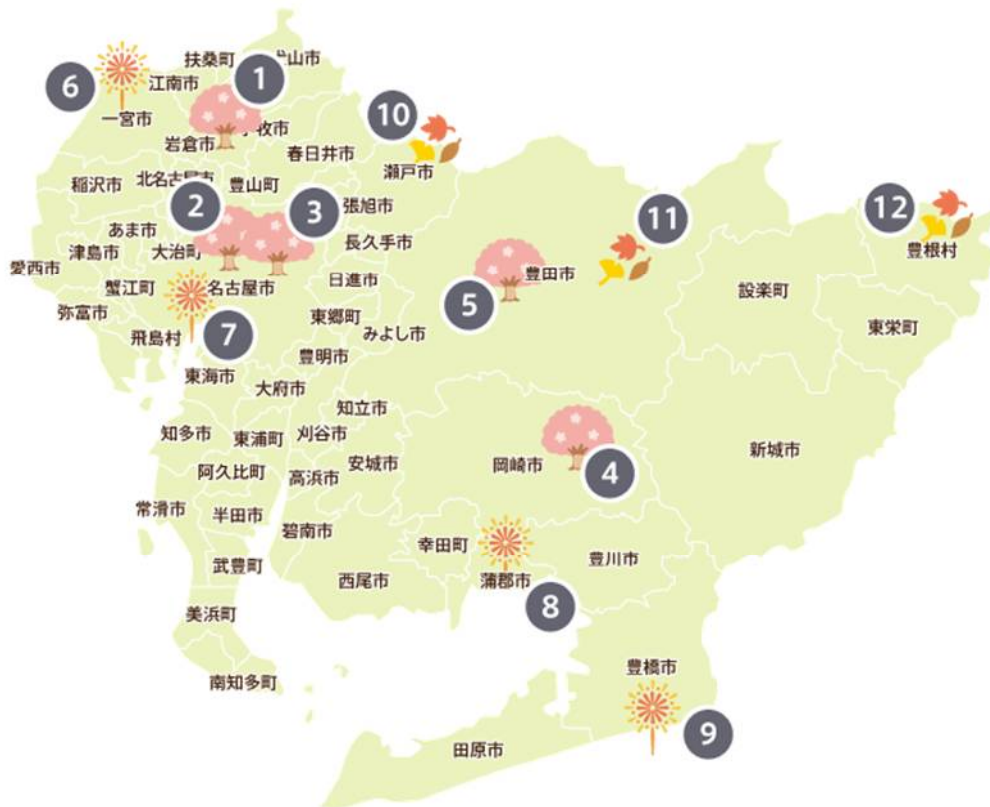 扶桑町
山市
1
6
江南市
一宮市
牧市
岩倉市
10
春日井市
瀬戸市
稲沢市
北名古屋市
豊山町
2
3
張旭市
12
11
あま市
長久手市
津島市
大治町
豊根村
愛西市
日進市
豊田市
蟹江町
名古屋市
設楽町
5
弥富市
東郷町
みよし市
東栄町
飛島村
7
豊明市
東海市
大府市
知立市
知多市
東浦町
刈谷市
新城市
安城市
岡崎市
4
阿久比町
高浜市
常滑市
半田市
碧南市
幸田町
豊川市
武豊町
西尾市
蒲郡市
8
美浜町
豊橋市
南知多町
9
田原市